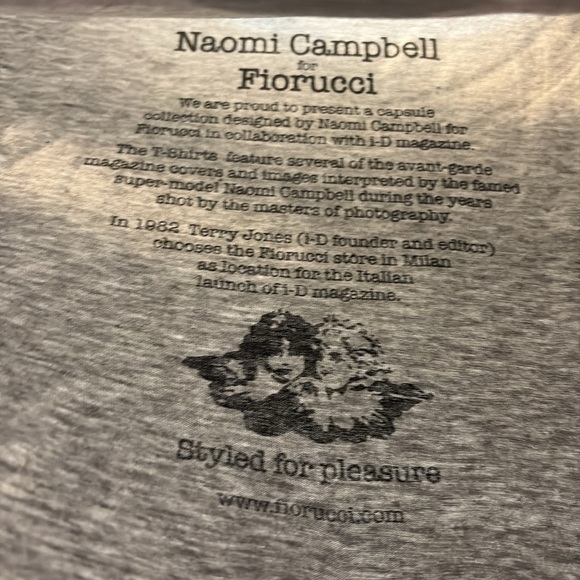 Naomi Campbell
for
Fiorucci
We are proud to present a capsule
collection designed by Naomi Campbell for
Fiorucci in collaboration with i-D magazine.
The T-Shirts feature several of the avant-garde
magazine covers and images interpreted by the famed
super-model Naomi Campbell during the years
shot by the masters of photography.
In 1982 Terry Jones (i-D founder and editor)
chooses the Fiorucci store in Milan
as location for the Italian
launch of i-D magazine.
Styled for pleasure
www.fiorucci.com